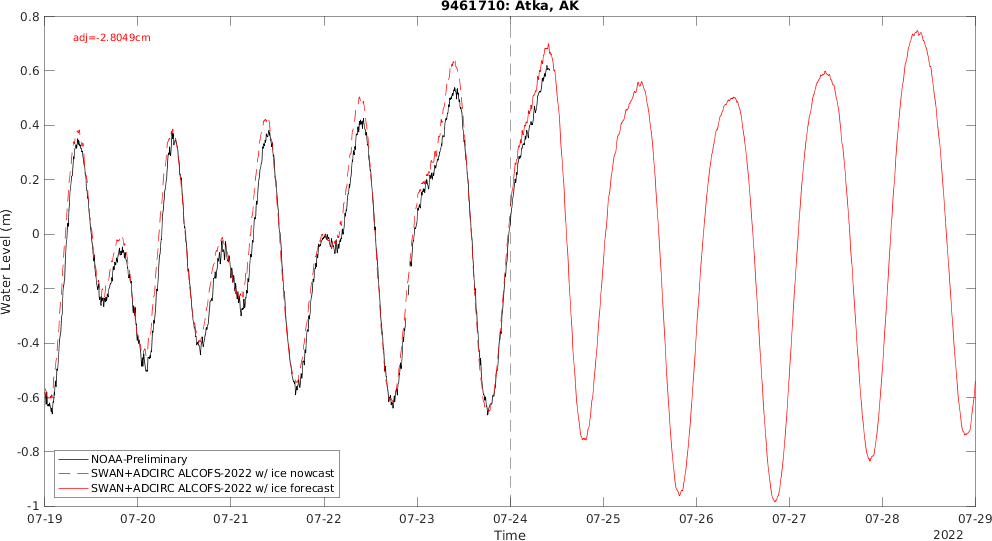 9461710: Atka, AK
adj=-2.8049cm
Water Level (m)
0.8
0.6
0.4
0.2
0
-0.2
-0.4
-0.6
-0.8
-1
NOAA-Preliminary
SWAN+ADCIRC ALCOFS-2022 w/ ice nowcast
SWAN+ADCIRC ALCOFS-2022 w/ ice forecast
07-19 07-20 07-21 07-22 07-23 07-24 07-25 07-26 07-27 07-28 07-29
Time
2022